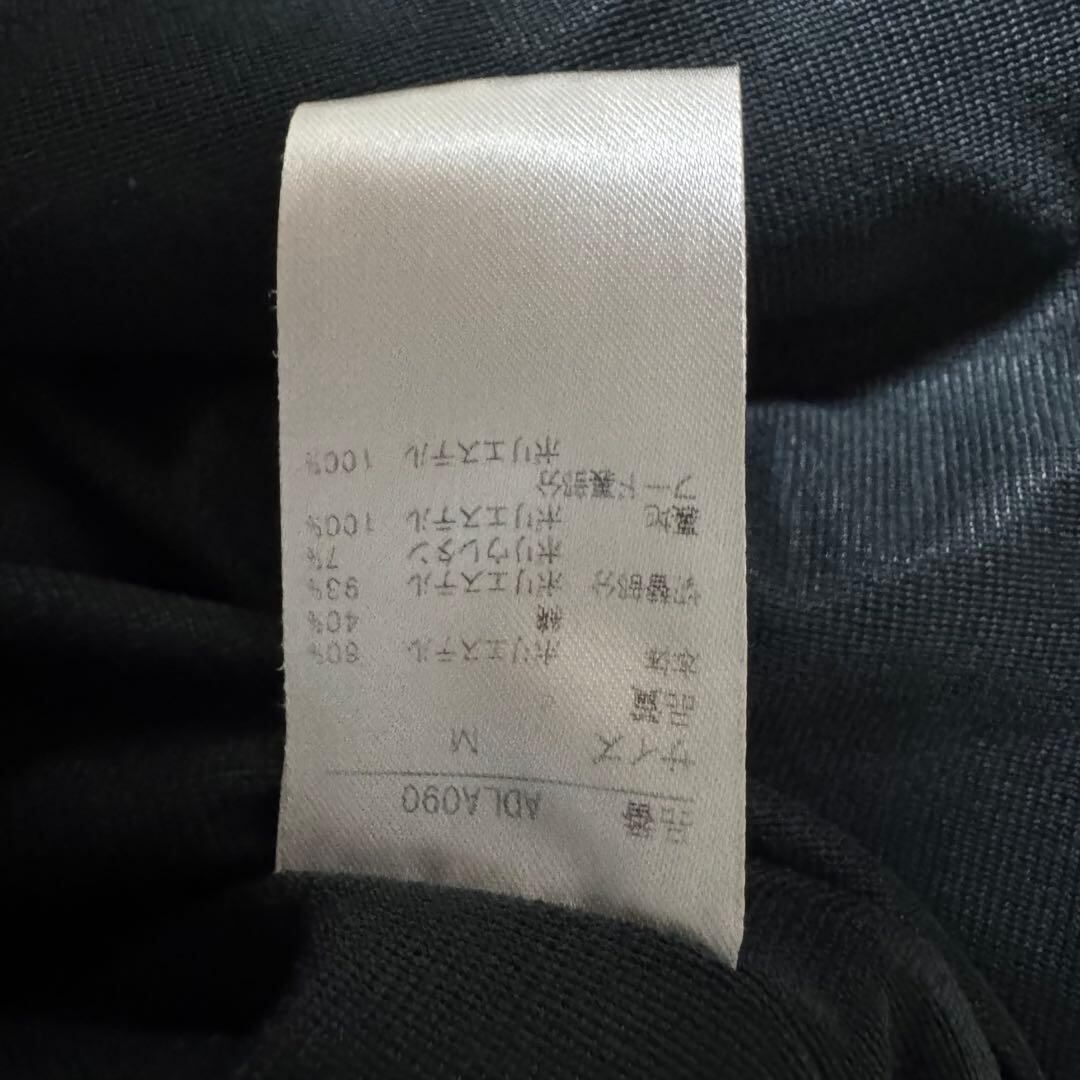 品番 ADLA090
サイズ M
品質
本体 ポリエステル 60%
綿 40%
切替部分 ポリエステル 93%
ポリウレタン 7%
裏地 ポリエステル 100%
フード裏部分
ポリエステル 100%